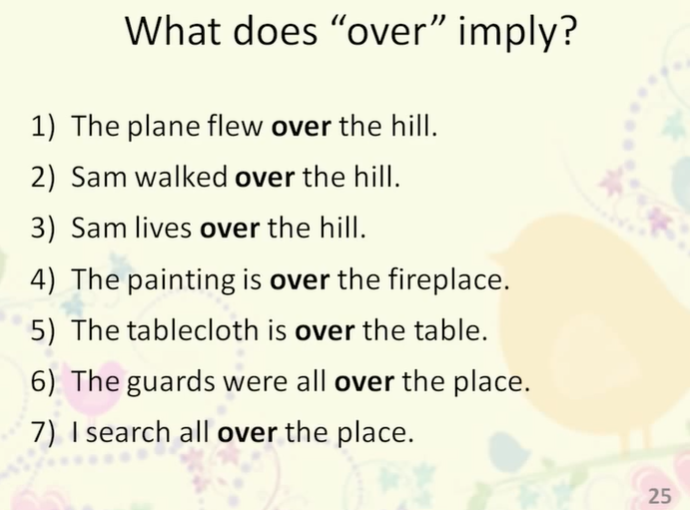 What does “over” imply?
1) The plane flew over the hill.
2) Sam walked over the hill.
3) Sam lives over the hill.
4) The painting is over the fireplace.
5) The tablecloth is over the table.
6) The guards were all over the place.
7) I search all over the place.
25